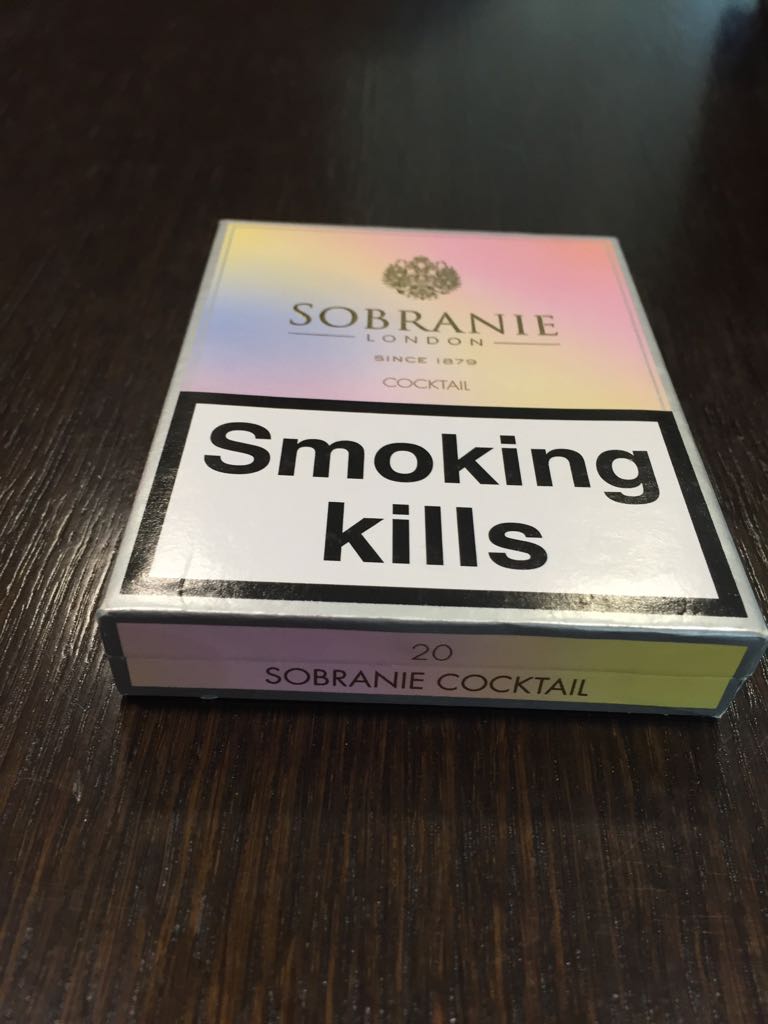 SOBRANIE
LONDON
SINCE 1879
COCKTAIL
Smoking
kills
20
SOBRANIE COCKTAIL